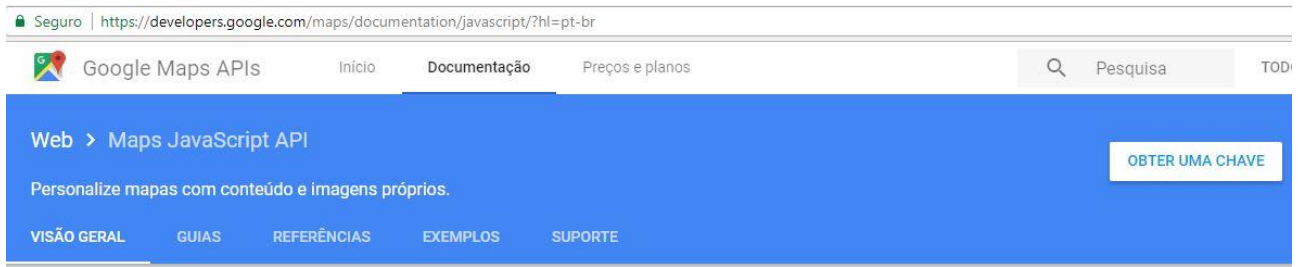 Seguro | https://developers.google.com/maps/documentation/javascript/?hl=pt-br
Google Maps APIs Início Documentação Preços e planos Pesquisa
Web > Maps JavaScript API
OBTER UMA CHAVE
Personalize mapas com conteúdo e imagens próprios.
VISÃO GERAL GUIAS REFERÊNCIAS EXEMPLOS SUPORTE